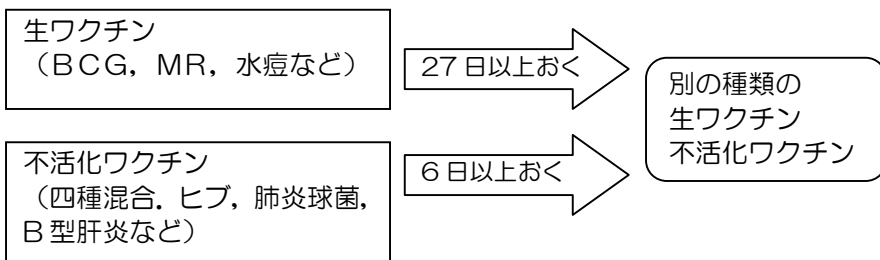 生ワクチン
（ＢＣＧ，ＭＲ，水痘など）
27日以上おく
不活化ワクチン
（四種混合．ヒブ，肺炎球菌，
Ｂ型肝炎など）
6日以上おく
別の種類の
生ワクチン
不活化ワクチン